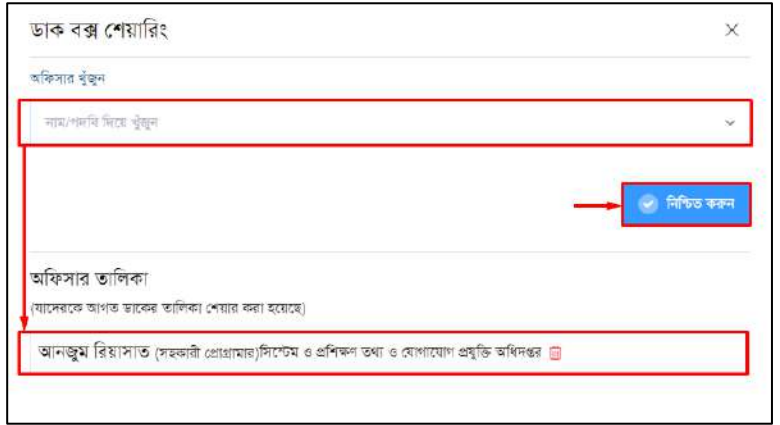 ডাক বক্স শেয়ারিং
অফিসার খুঁজুন
নাম/পদবি দিয়ে খুঁজুন
নিশ্চিত করুন
অফিসার তালিকা
(যাদেরকে আগত ডাকের তালিকা শেয়ার করা হয়েছে)
আনজুম রিয়াসাত (সহকারী প্রোগ্রামার)সিস্টেম ও প্রশিক্ষণ তথ্য ও যোগাযোগ প্রযুক্তি অধিদপ্তর